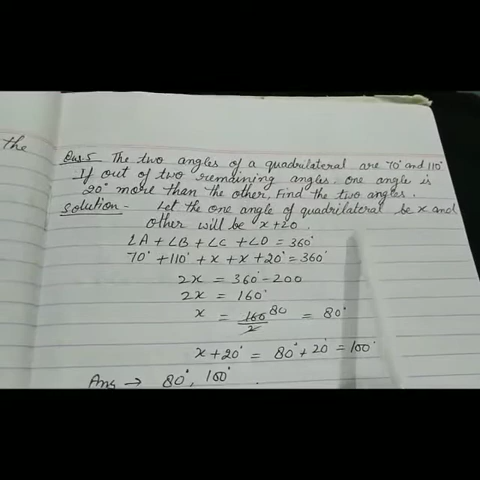 the
Qus.5 The two angles of a quadrilateral are 70° and 110°
If out of two remaining angles one angle is
20° more than the other, Find the two angles.
Solution - Let the one angle of quadrilateral be x and
other will be x+20.
∠A + ∠B + ∠C + ∠D = 360°
70° + 110° + x + x + 20° = 360°
2x = 360° - 200
2x = 160°
x = 160 80 / 2 = 80°
x + 20° = 80° + 20° = 100°
Ans → 80°, 100°.